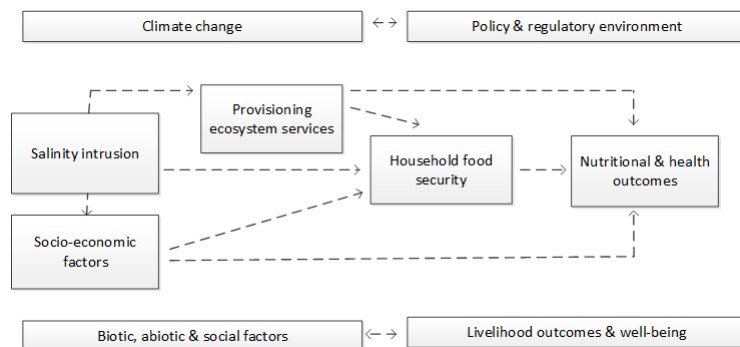 Climate change
Policy & regulatory environment
Provisioning
ecosystem services
Salinity intrusion
Household food
security
Nutritional & health
outcomes
Socio-economic
factors
Biotic, abiotic & social factors
Livelihood outcomes & well-being